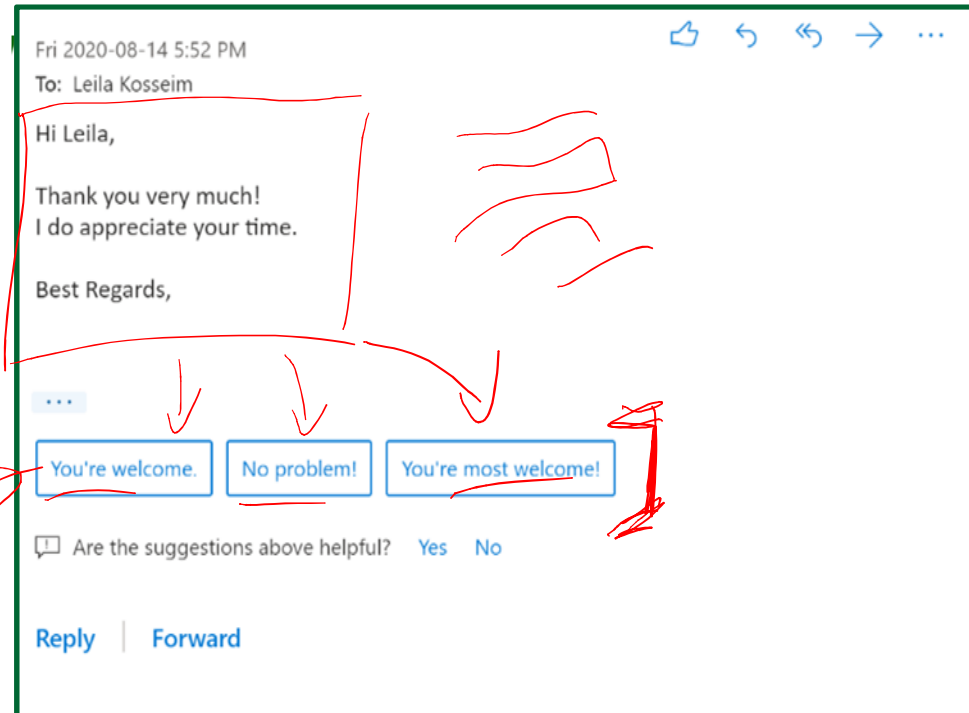 Fri 2020-08-14 5:52 PM
To: Leila Kosseim
Hi Leila,
Thank you very much!
I do appreciate your time.
Best Regards,
...
You're welcome. No problem! You're most welcome!
Are the suggestions above helpful? Yes No
Reply Forward